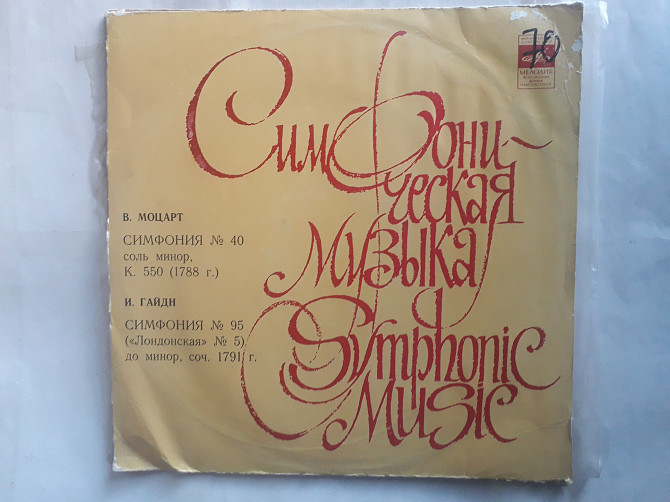 70
МЕЛОДИЯ
Симфони-
ческая
Музыка
Symphonic
Music
В. МОЦАРТ
СИМФОНИЯ № 40
соль минор,
К. 550 (1788 г.)
И. ГАЙДН
СИМФОНИЯ № 95
(«Лондонская» № 5)
до минор, соч. 1791 г.